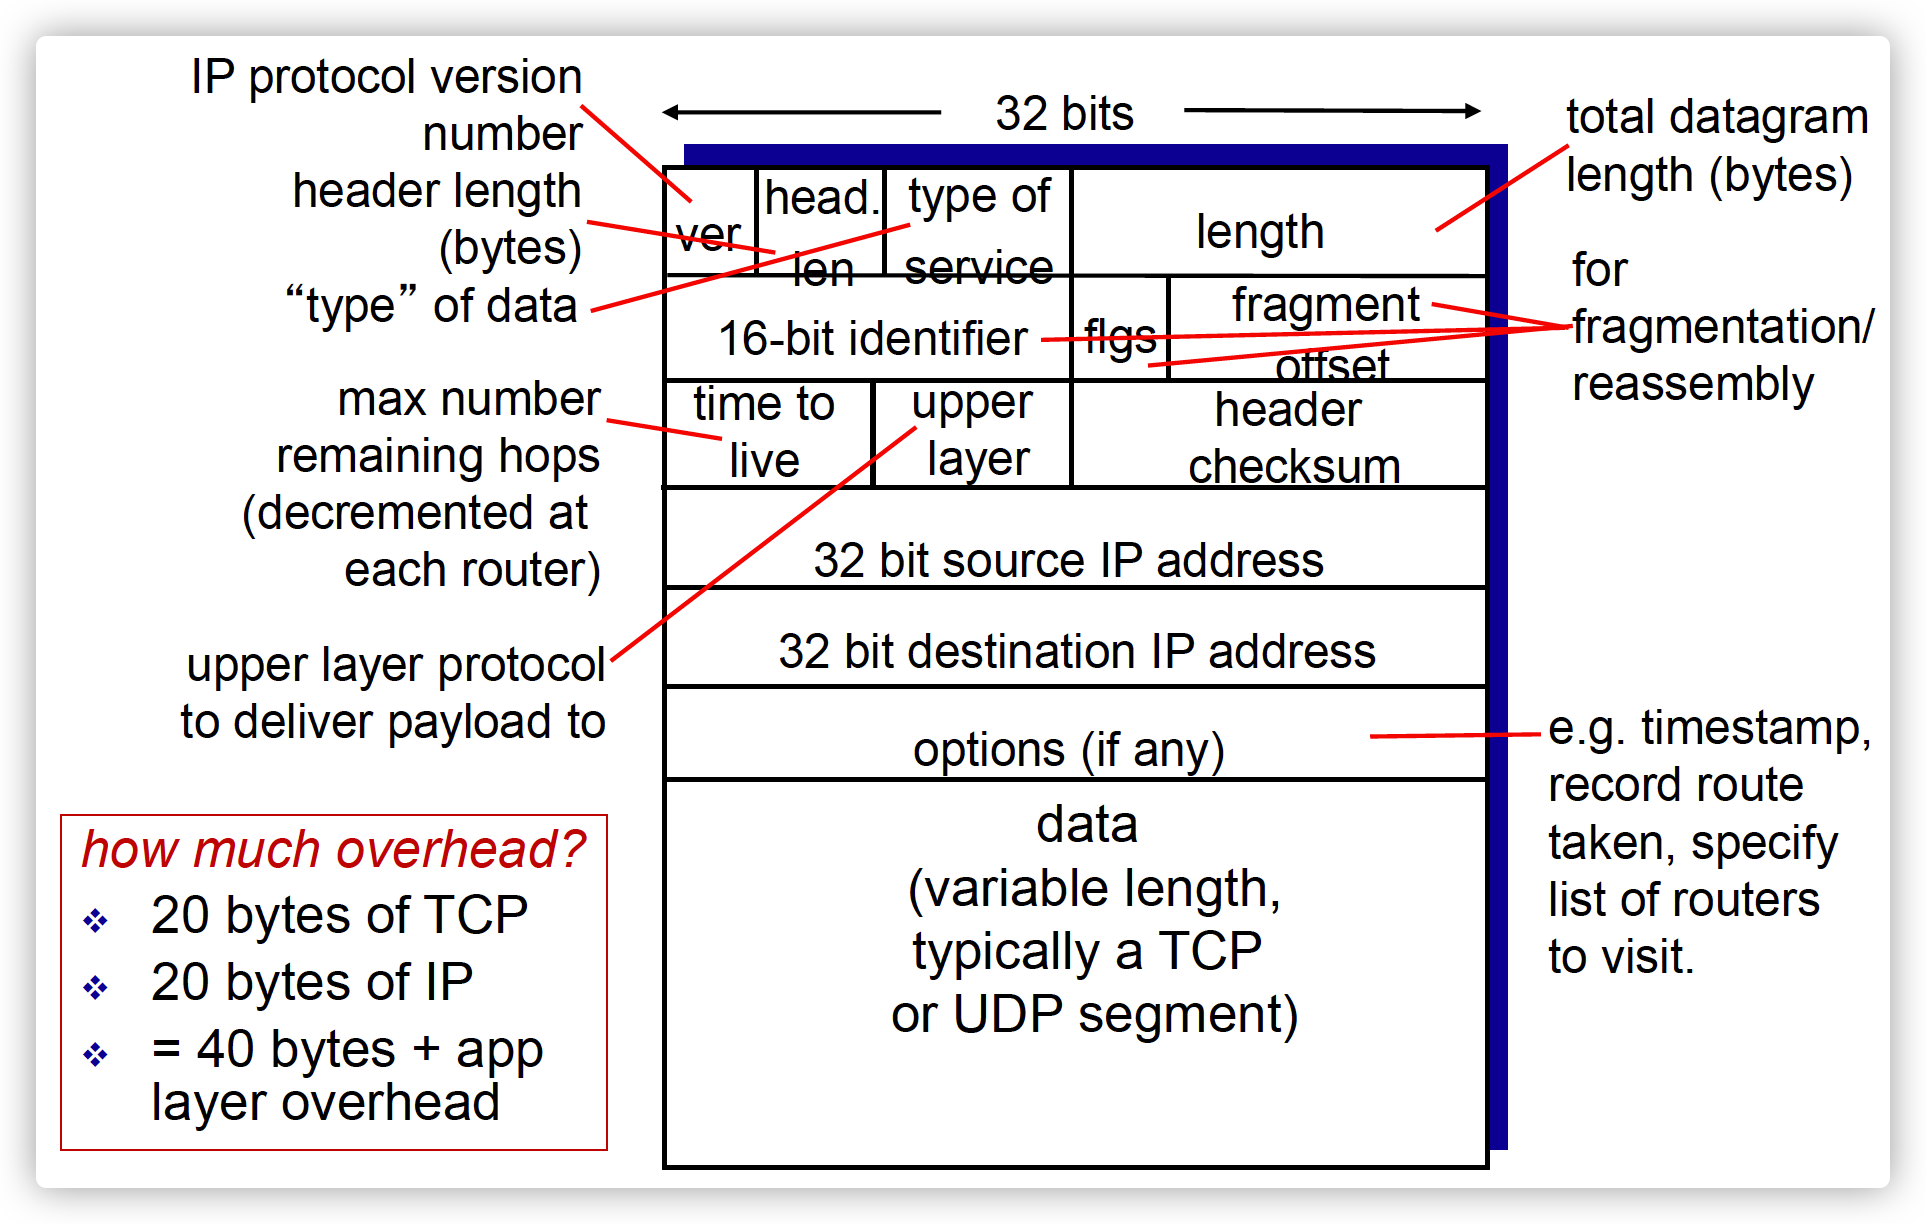 IP protocol version
number
header length
(bytes)
“type” of data
max number
remaining hops
(decremented at
each router)
upper layer protocol
to deliver payload to
how much overhead?
20 bytes of TCP
20 bytes of IP
= 40 bytes + app
layer overhead
32 bits
ver
head.
len
type of
service
length
16-bit identifier
flgs
fragment
offset
time to
live
upper
layer
header
checksum
32 bit source IP address
32 bit destination IP address
options (if any)
data
(variable length,
typically a TCP
or UDP segment)
total datagram
length (bytes)
for
fragmentation/
reassembly
e.g. timestamp,
record route
taken, specify
list of routers
to visit.